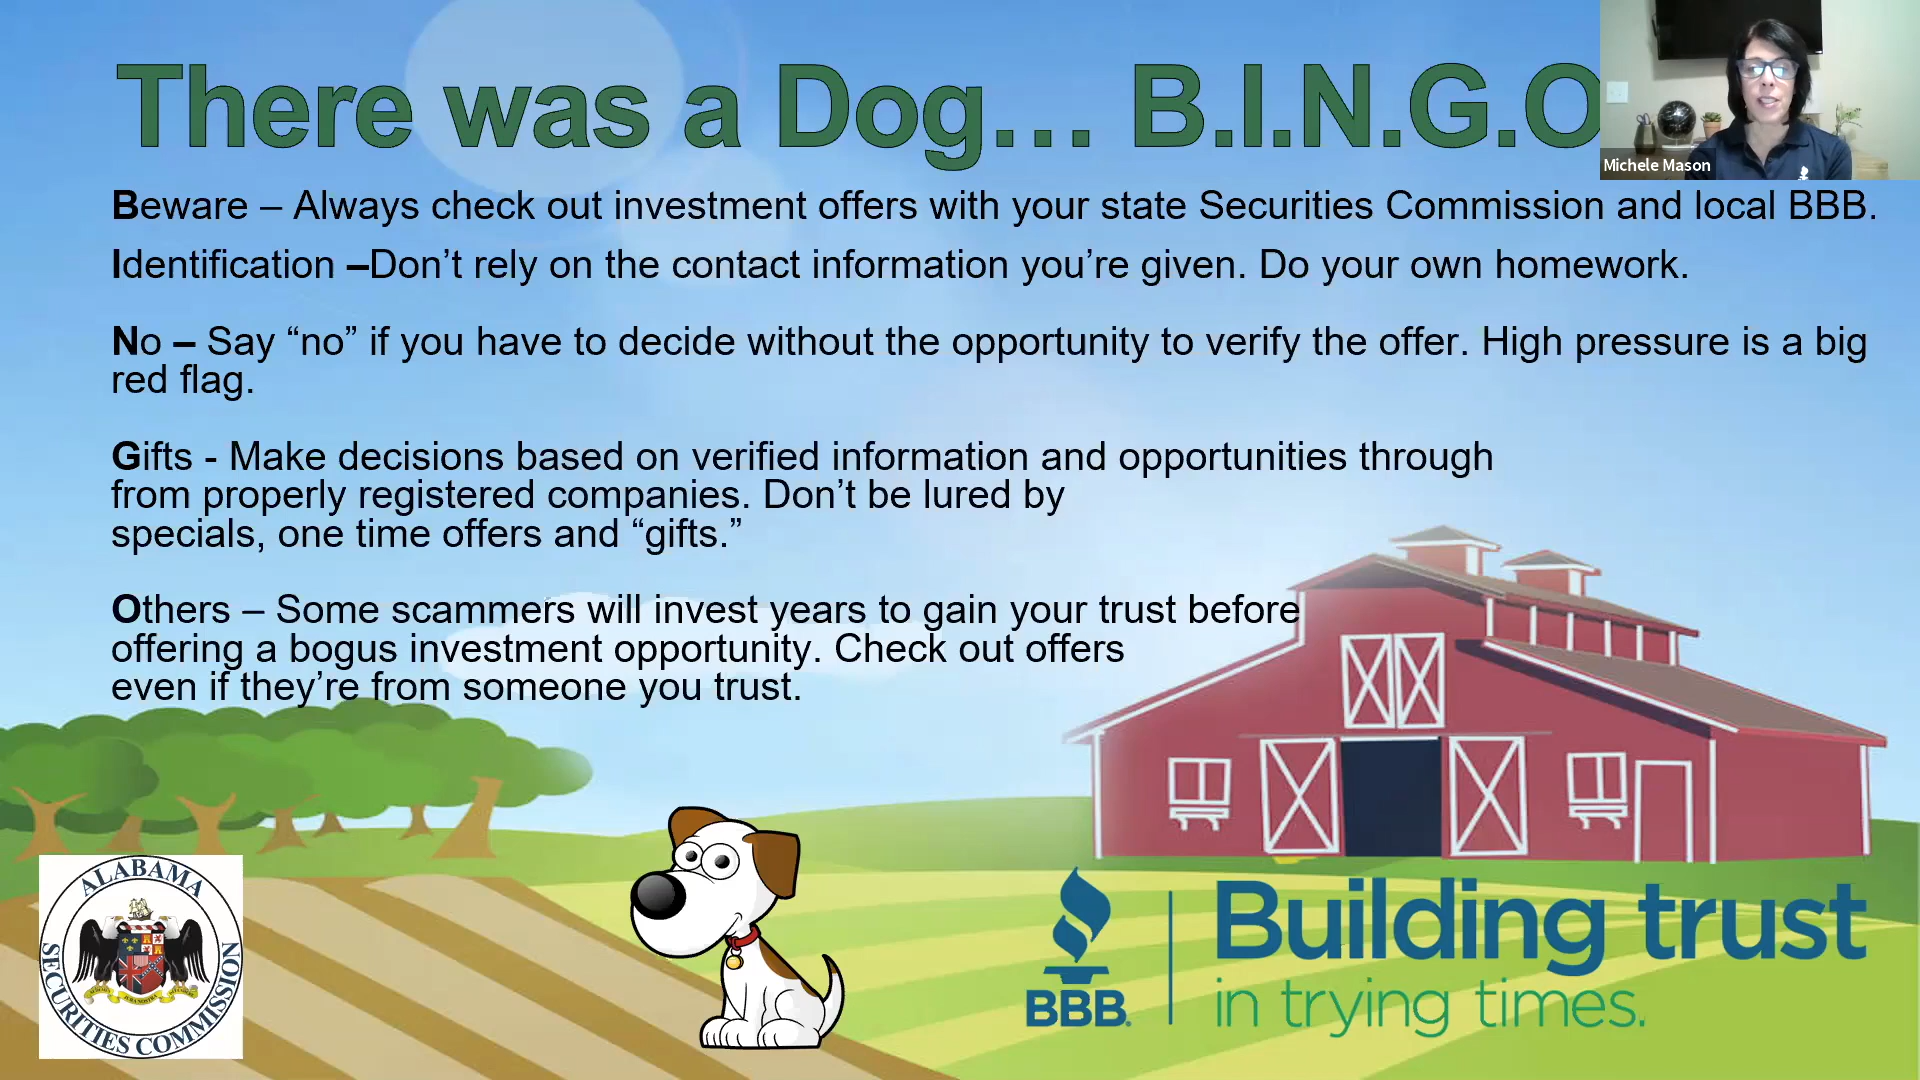 There was a Dog… B.I.N.G.O
Michele Mason
Beware – Always check out investment offers with your state Securities Commission and local BBB.
Identification –Don’t rely on the contact information you’re given. Do your own homework.
No – Say “no” if you have to decide without the opportunity to verify the offer. High pressure is a big
red flag.
Gifts - Make decisions based on verified information and opportunities through
from properly registered companies. Don’t be lured by
specials, one time offers and “gifts.”
Others – Some scammers will invest years to gain your trust before
offering a bogus investment opportunity. Check out offers
even if they’re from someone you trust.
ALABAMA
SECURITIES COMMISSION
BBB.
Building trust
in trying times.